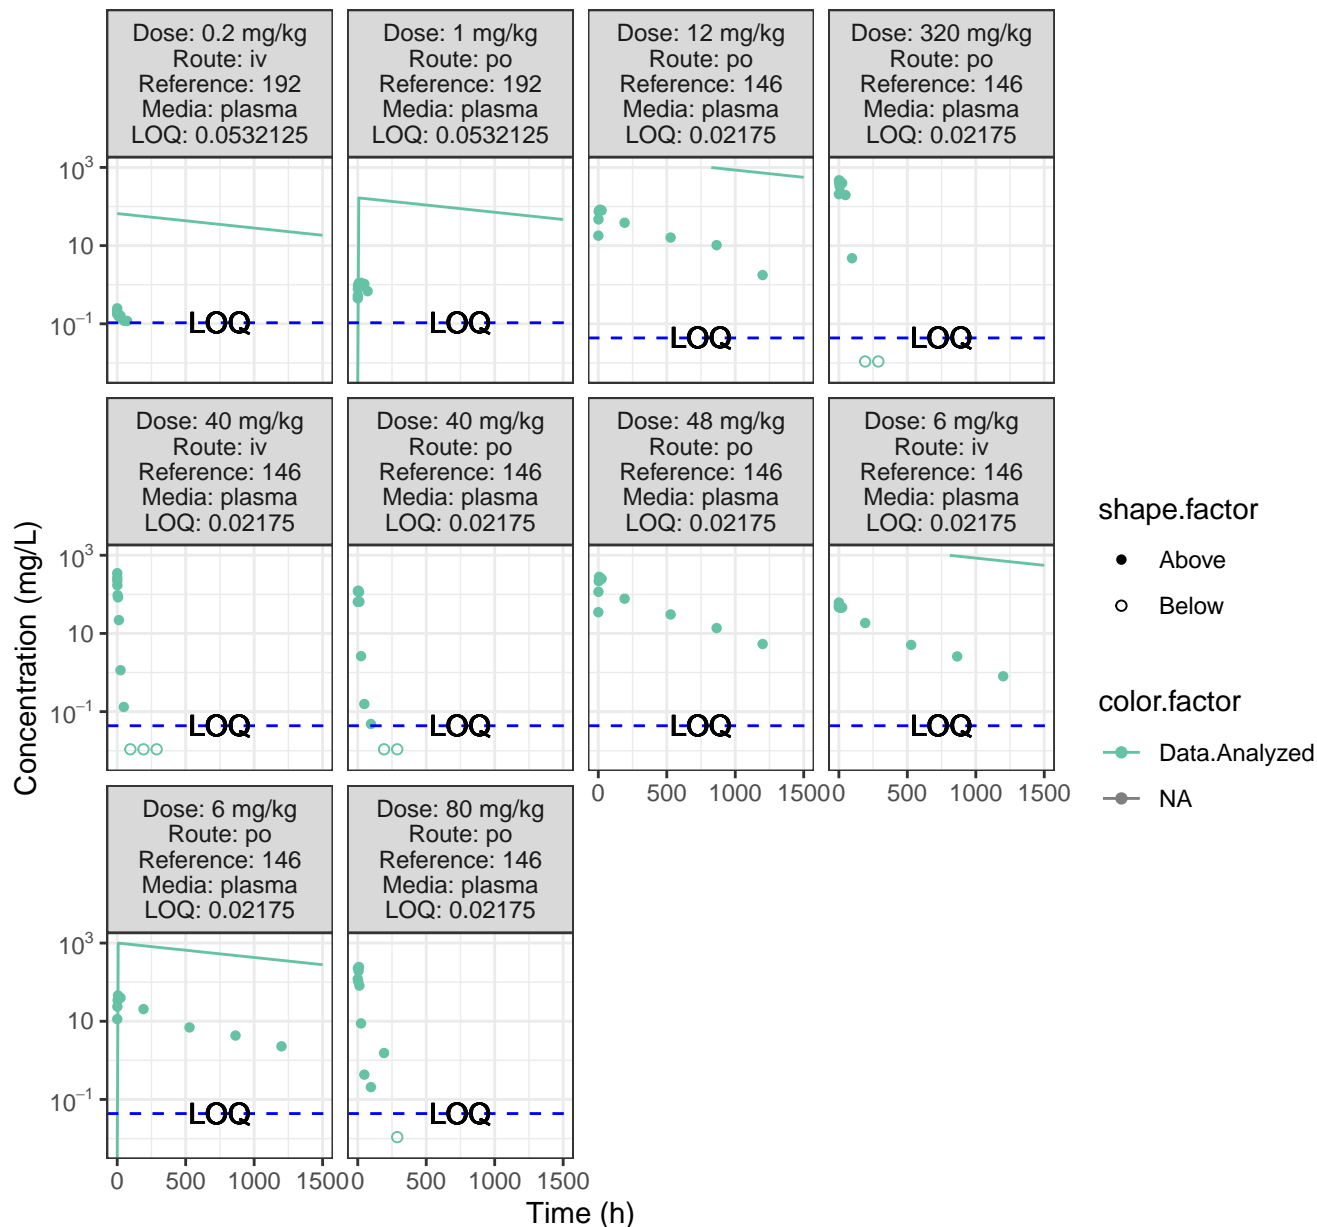 Dose: 0.2 mg/kg
Route: iv
Reference: 192
Media: plasma
LOQ: 0.0532125
Dose: 1 mg/kg
Route: po
Reference: 192
Media: plasma
LOQ: 0.0532125
Dose: 12 mg/kg
Route: po
Reference: 146
Media: plasma
LOQ: 0.02175
Dose: 320 mg/kg
Route: po
Reference: 146
Media: plasma
LOQ: 0.02175
10³
10
10⁻¹
LOQ
LOQ
LOQ
LOQ
Dose: 40 mg/kg
Route: iv
Reference: 146
Media: plasma
LOQ: 0.02175
Dose: 40 mg/kg
Route: po
Reference: 146
Media: plasma
LOQ: 0.02175
Dose: 48 mg/kg
Route: po
Reference: 146
Media: plasma
LOQ: 0.02175
Dose: 6 mg/kg
Route: iv
Reference: 146
Media: plasma
LOQ: 0.02175
10³
10
10⁻¹
LOQ
LOQ
LOQ
LOQ
0 500 1000 1500
0 500 1000 1500
Dose: 6 mg/kg
Route: po
Reference: 146
Media: plasma
LOQ: 0.02175
Dose: 80 mg/kg
Route: po
Reference: 146
Media: plasma
LOQ: 0.02175
10³
10
10⁻¹
LOQ
LOQ
0 500 1000 1500
0 500 1000 1500
Time (h)
Concentration (mg/L)
shape.factor
Above
Below
color.factor
Data.Analyzed
NA